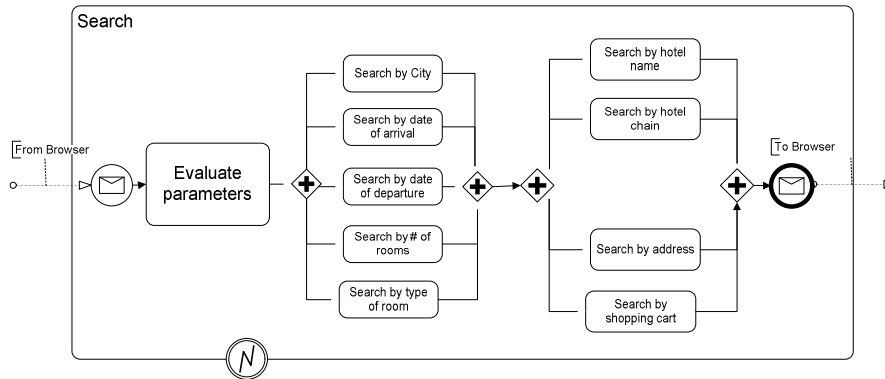 Search
From Browser
Evaluate
parameters
Search by City
Search by date
of arrival
Search by date
of departure
Search by # of
rooms
Search by type
of room
Search by hotel
name
Search by hotel
chain
Search by address
Search by
shopping cart
To Browser